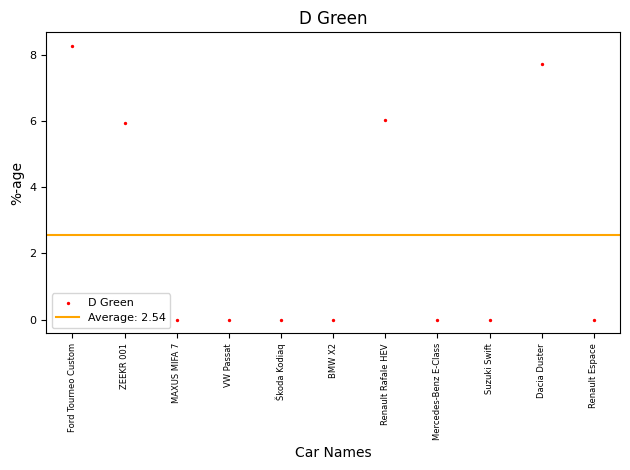 D Green
%-age
8
6
4
2
0
D Green
Average: 2.54
Ford Tourneo Custom
ZEEKR 001
MAXUS MIFA 7
VW Passat
Škoda Kodiaq
BMW X2
Renault Rafale HEV
Mercedes-Benz E-Class
Suzuki Swift
Dacia Duster
Renault Espace
Car Names